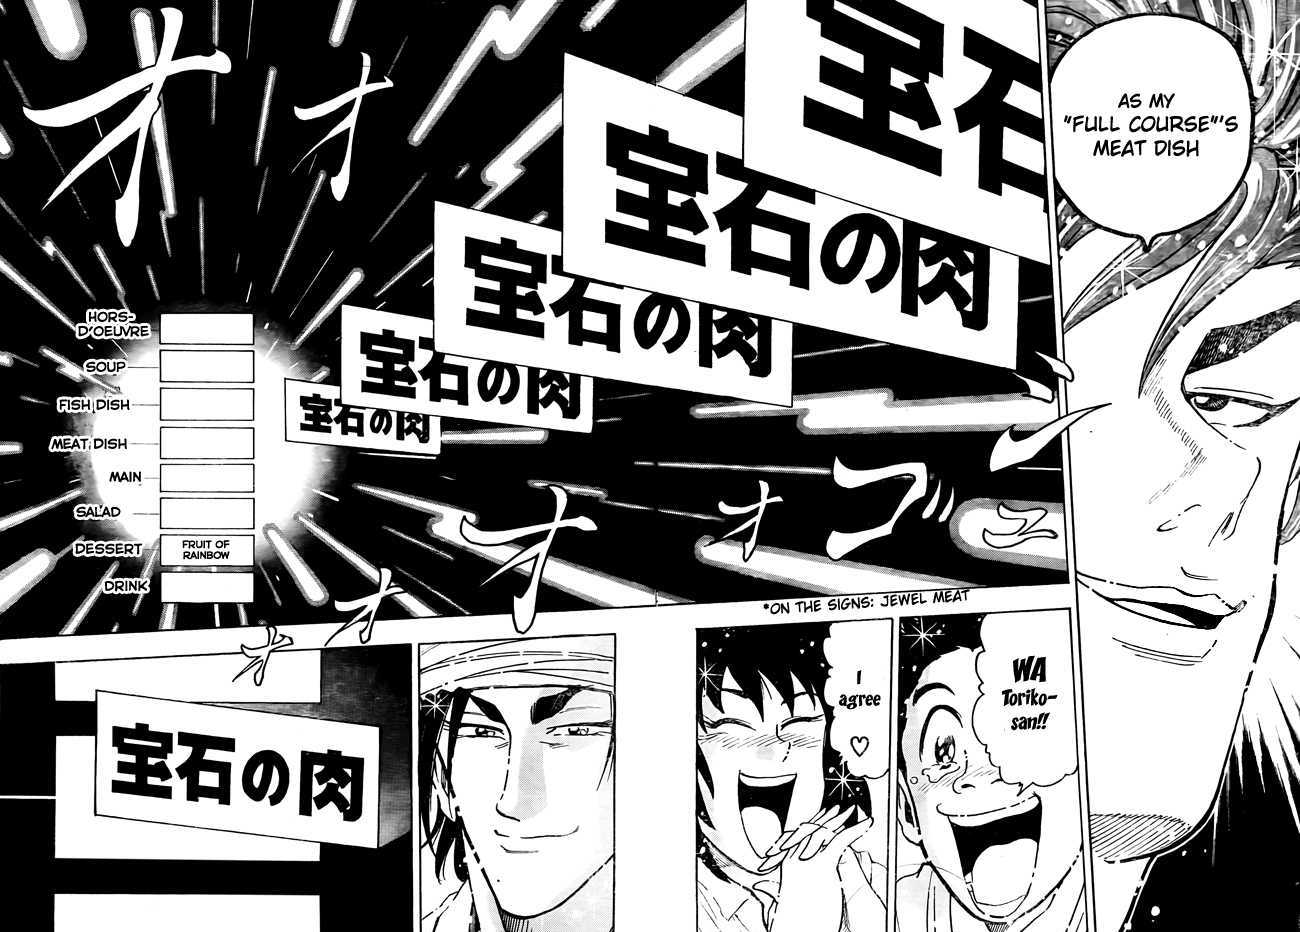 AS MY
"FULL COURSE"'S
MEAT DISH
宝石
宝石の肉
宝石の肉
宝石の肉
宝石の肉
オオ
HORS-
D'OEUVRE
SOUP
FISH DISH
MEAT DISH
MAIN
SALAD
DESSERT
FRUIT OF
RAINBOW
DRINK
オオオオオ
*ON THE SIGNS: JEWEL MEAT
WA
Toriko-
san!!
I
agree
♡
宝石の肉